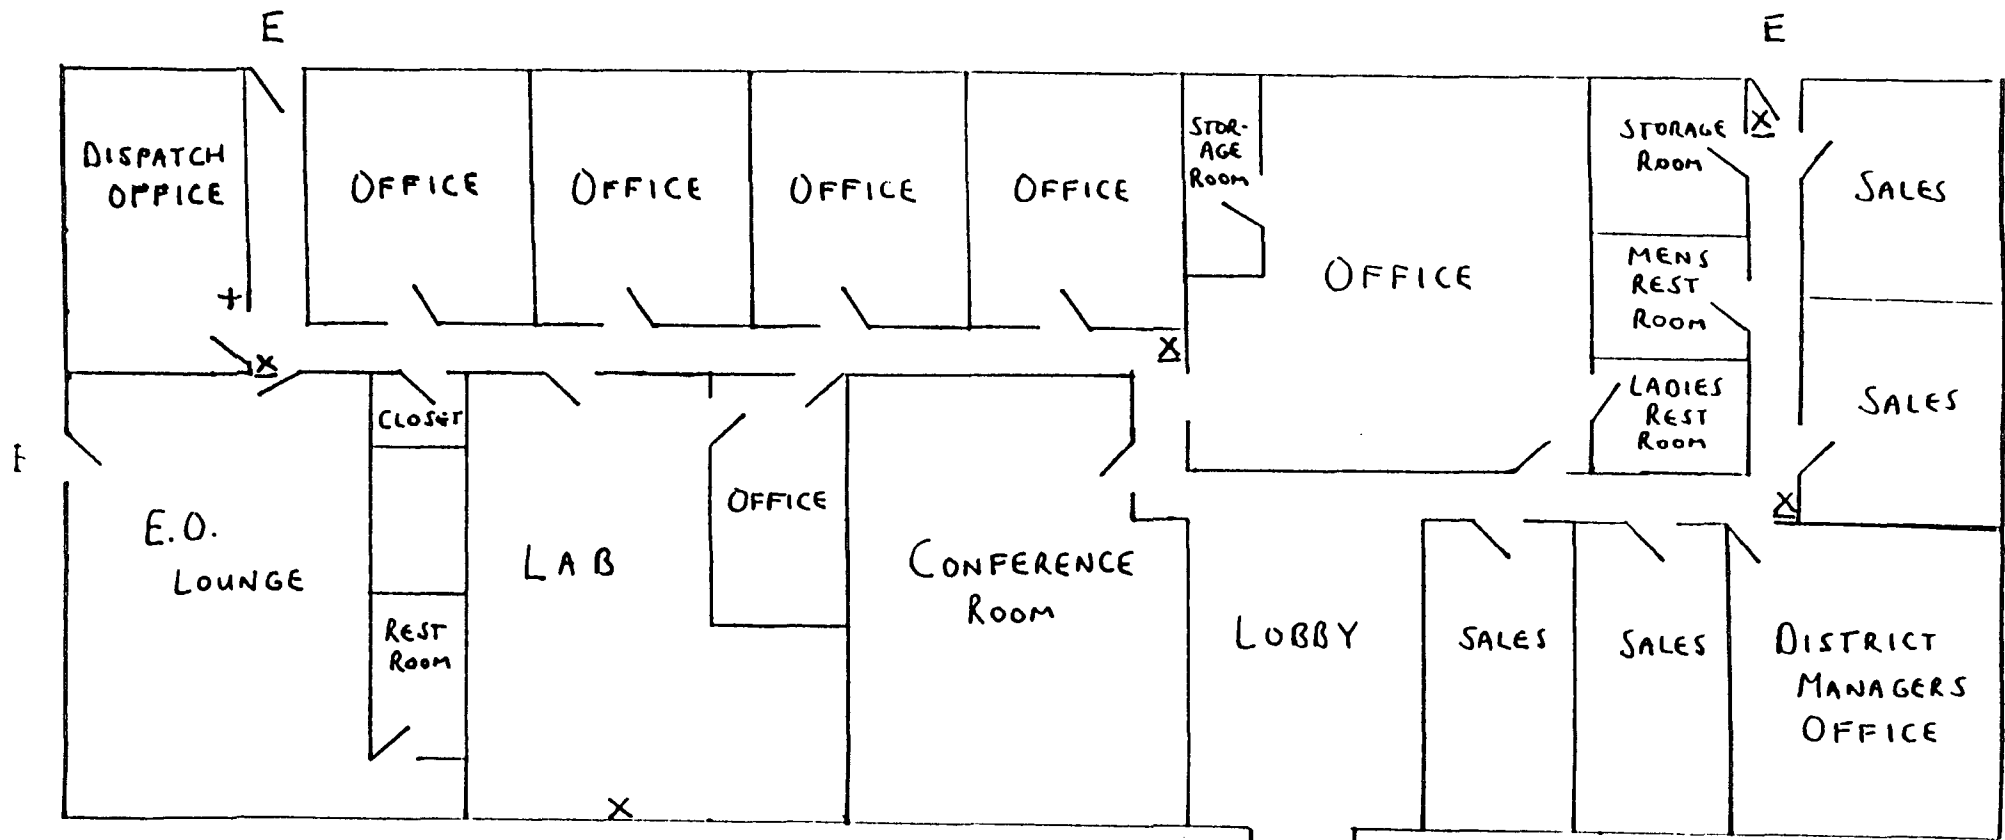 E
E
DISPATCH
OFFICE
OFFICE
OFFICE
OFFICE
OFFICE
STOR-
AGE
ROOM
OFFICE
STORAGE
ROOM
X
SALES
MENS
REST
ROOM
+
X
X
LADIES
REST
ROOM
SALES
CLOSET
E.O.
LOUNGE
LAB
OFFICE
CONFERENCE
ROOM
X
REST
ROOM
LOBBY
SALES
SALES
DISTRICT
MANAGERS
OFFICE
X